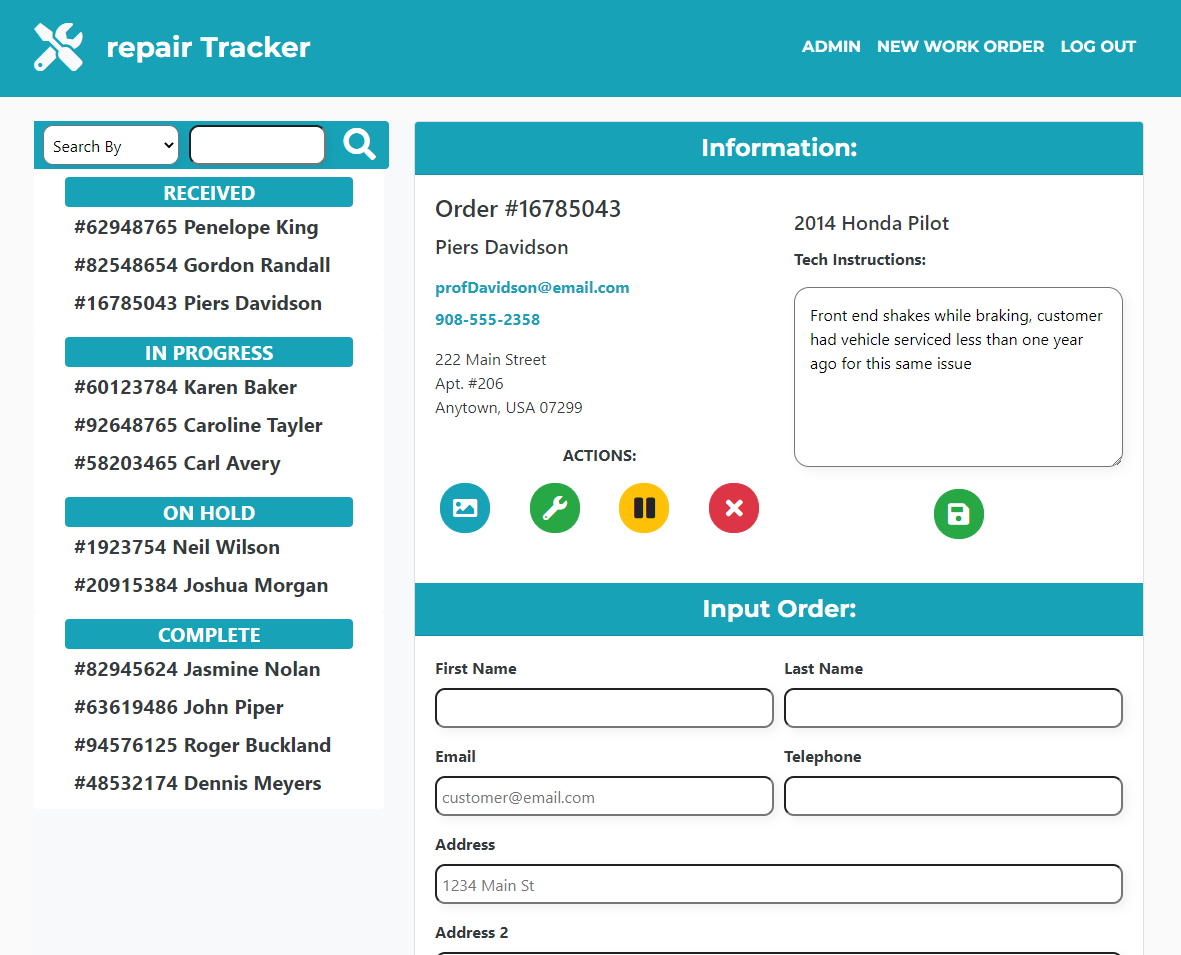 repair Tracker
ADMIN NEW WORK ORDER LOG OUT
Search By
RECEIVED
#62948765 Penelope King
#82548654 Gordon Randall
#16785043 Piers Davidson
IN PROGRESS
#60123784 Karen Baker
#92648765 Caroline Tayler
#58203465 Carl Avery
ON HOLD
#1923754 Neil Wilson
#20915384 Joshua Morgan
COMPLETE
#82945624 Jasmine Nolan
#63619486 John Piper
#94576125 Roger Buckland
#48532174 Dennis Meyers
Information:
Order #16785043
Piers Davidson
profDavidson@email.com
908-555-2358
222 Main Street
Apt. #206
Anytown, USA 07299
ACTIONS:
2014 Honda Pilot
Tech Instructions:
Front end shakes while braking, customer
had vehicle serviced less than one year
ago for this same issue
Input Order:
First Name
Last Name
Email
Telephone
customer@email.com
Address
1234 Main St
Address 2